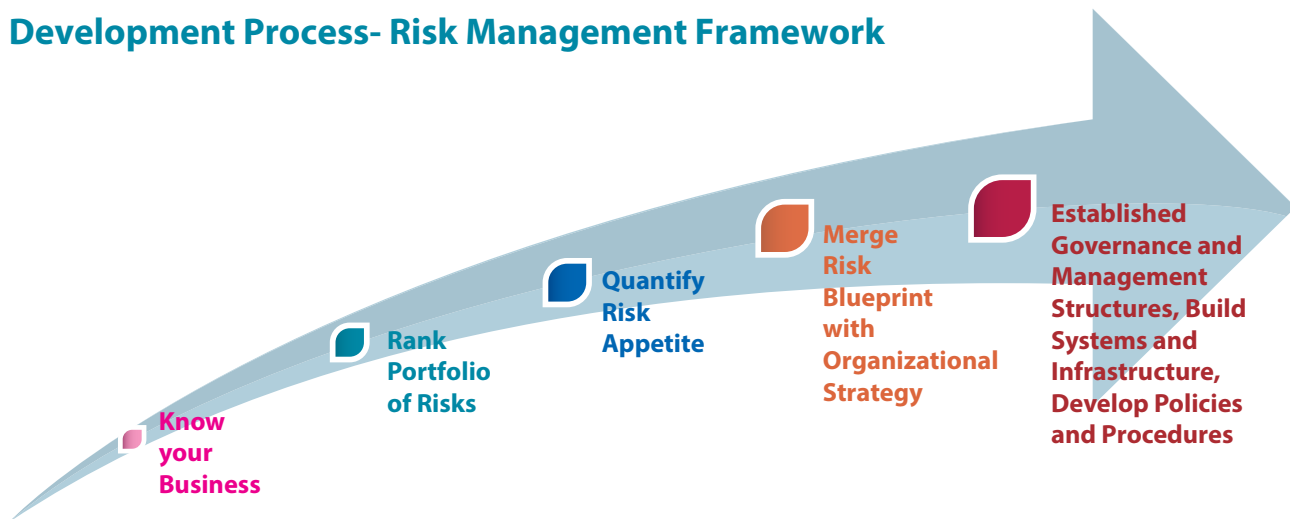 Development Process- Risk Management Framework
Know
your
Business
Rank
Portfolio
of Risks
Quantify
Risk
Appetite
Merge
Risk
Blueprint
with
Organizational
Strategy
Established
Governance and
Management
Structures, Build
Systems and
Infrastructure,
Develop Policies
and Procedures